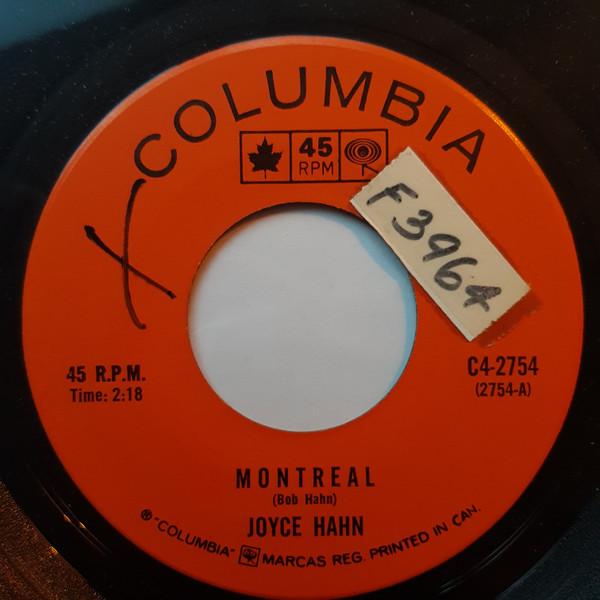 COLUMBIA
45
RPM
X
F3964
45 R.P.M.
Time: 2:18
C4-2754
(2754-A)
MONTREAL
(Bob Hahn)
JOYCE HAHN
® "COLUMBIA" MARCAS REG. PRINTED IN CAN.